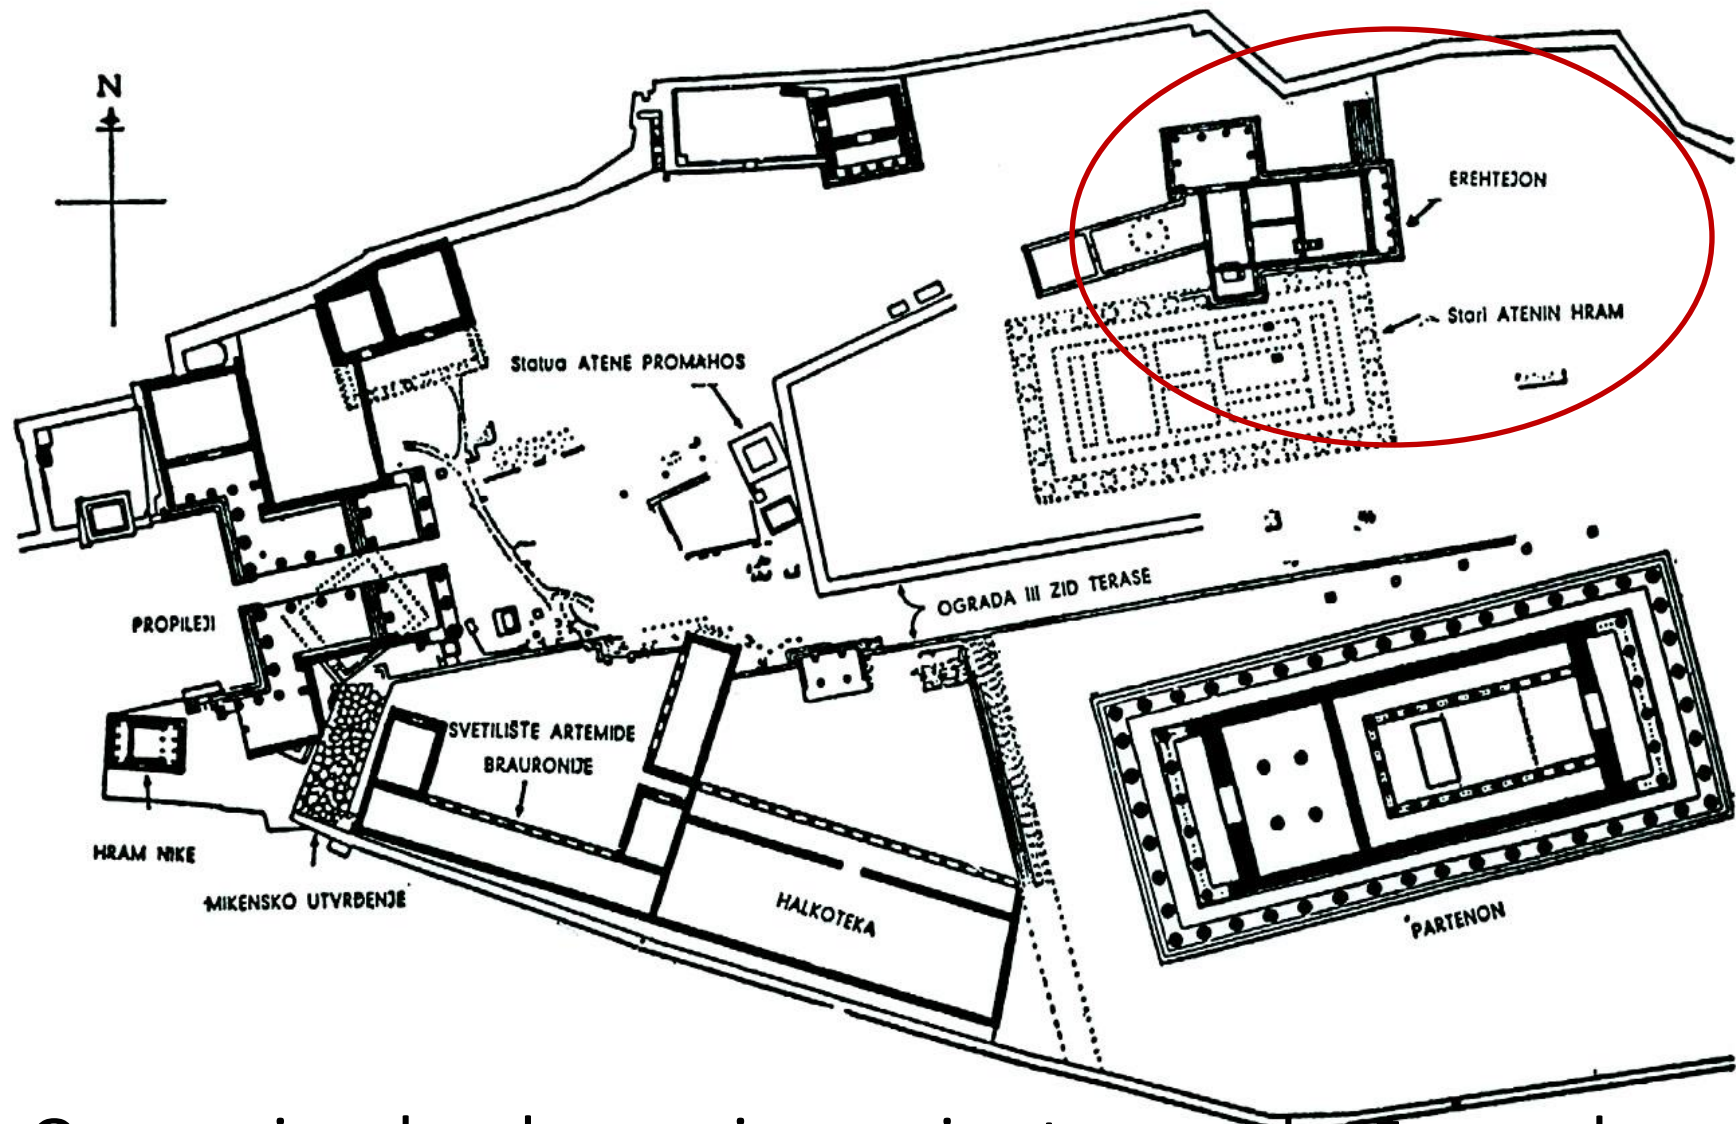 N
EREHTEJON
Stari ATENIN HRAM
Statua ATENE PROMAHOS
OGRADA III ZID TERASE
PROPILEJI
SVETILIŠTE ARTEMIDE
BRAURONIJE
HRAM NIKE
MIKENSKO UTVRĐENJE
HALKOTEKA
PARTENON